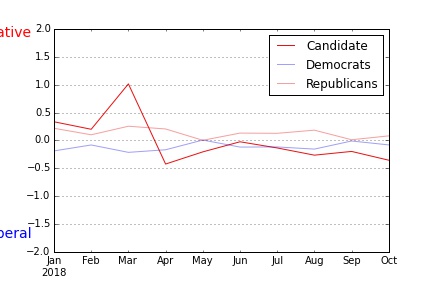 2.0
ative
Candidate
Democrats
Republicans
1.5
1.0
0.5
0.0
−0.5
−1.0
−1.5
beral
−2.0
Jan Feb Mar Apr May Jun Jul Aug Sep Oct
2018